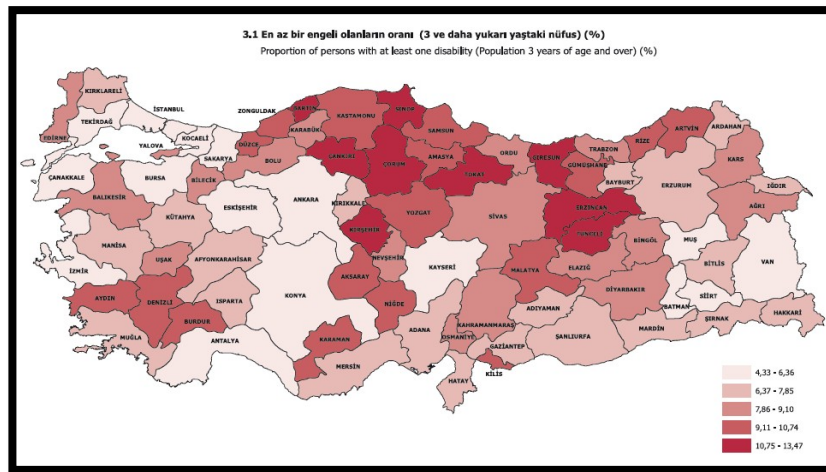 3.1 En az bir engeli olanların oranı (3 ve daha yukarı yaştaki nüfus) (%)
Proportion of persons with at least one disability (Population 3 years of age and over) (%)
KIRKLARELİ
EDİRNE
TEKİRDAĞ
İSTANBUL
KOCAELİ
YALOVA
SAKARYA
ZONGULDAK
BARTIN
KARABÜK
DÜZCE
BOLU
KASTAMONU
SİNOP
SAMSUN
ÇANKIRI
ÇORUM
AMASYA
TOKAT
ORDU
GİRESUN
TRABZON
GÜMÜŞHANE
RİZE
ARTVİN
ARDAHAN
KARS
BAYBURT
ERZURUM
IĞDIR
AĞRI
ÇANAKKALE
BALIKESİR
BURSA
BİLECİK
KÜTAHYA
ESKİŞEHİR
ANKARA
KIRIKKALE
KIRŞEHİR
YOZGAT
SİVAS
ERZİNCAN
TUNCELİ
BİNGÖL
MUŞ
VAN
MANİSA
UŞAK
AFYONKARAHİSAR
İZMİR
AYDIN
DENİZLİ
BURDUR
ISPARTA
KONYA
AKSARAY
NEVŞEHİR
KAYSERİ
NİĞDE
MALATYA
ELAZIĞ
DİYARBAKIR
BİTLİS
BATMAN
SİİRT
ŞIRNAK
HAKKARİ
MUĞLA
ANTALYA
KARAMAN
MERSİN
ADANA
KAHRAMANMARAŞ
OSMANİYE
GAZİANTEP
ADIYAMAN
ŞANLIURFA
MARDİN
HATAY
KİLİS
4,33 - 6,36
6,37 - 7,85
7,86 - 9,10
9,11 - 10,74
10,75 - 13,47